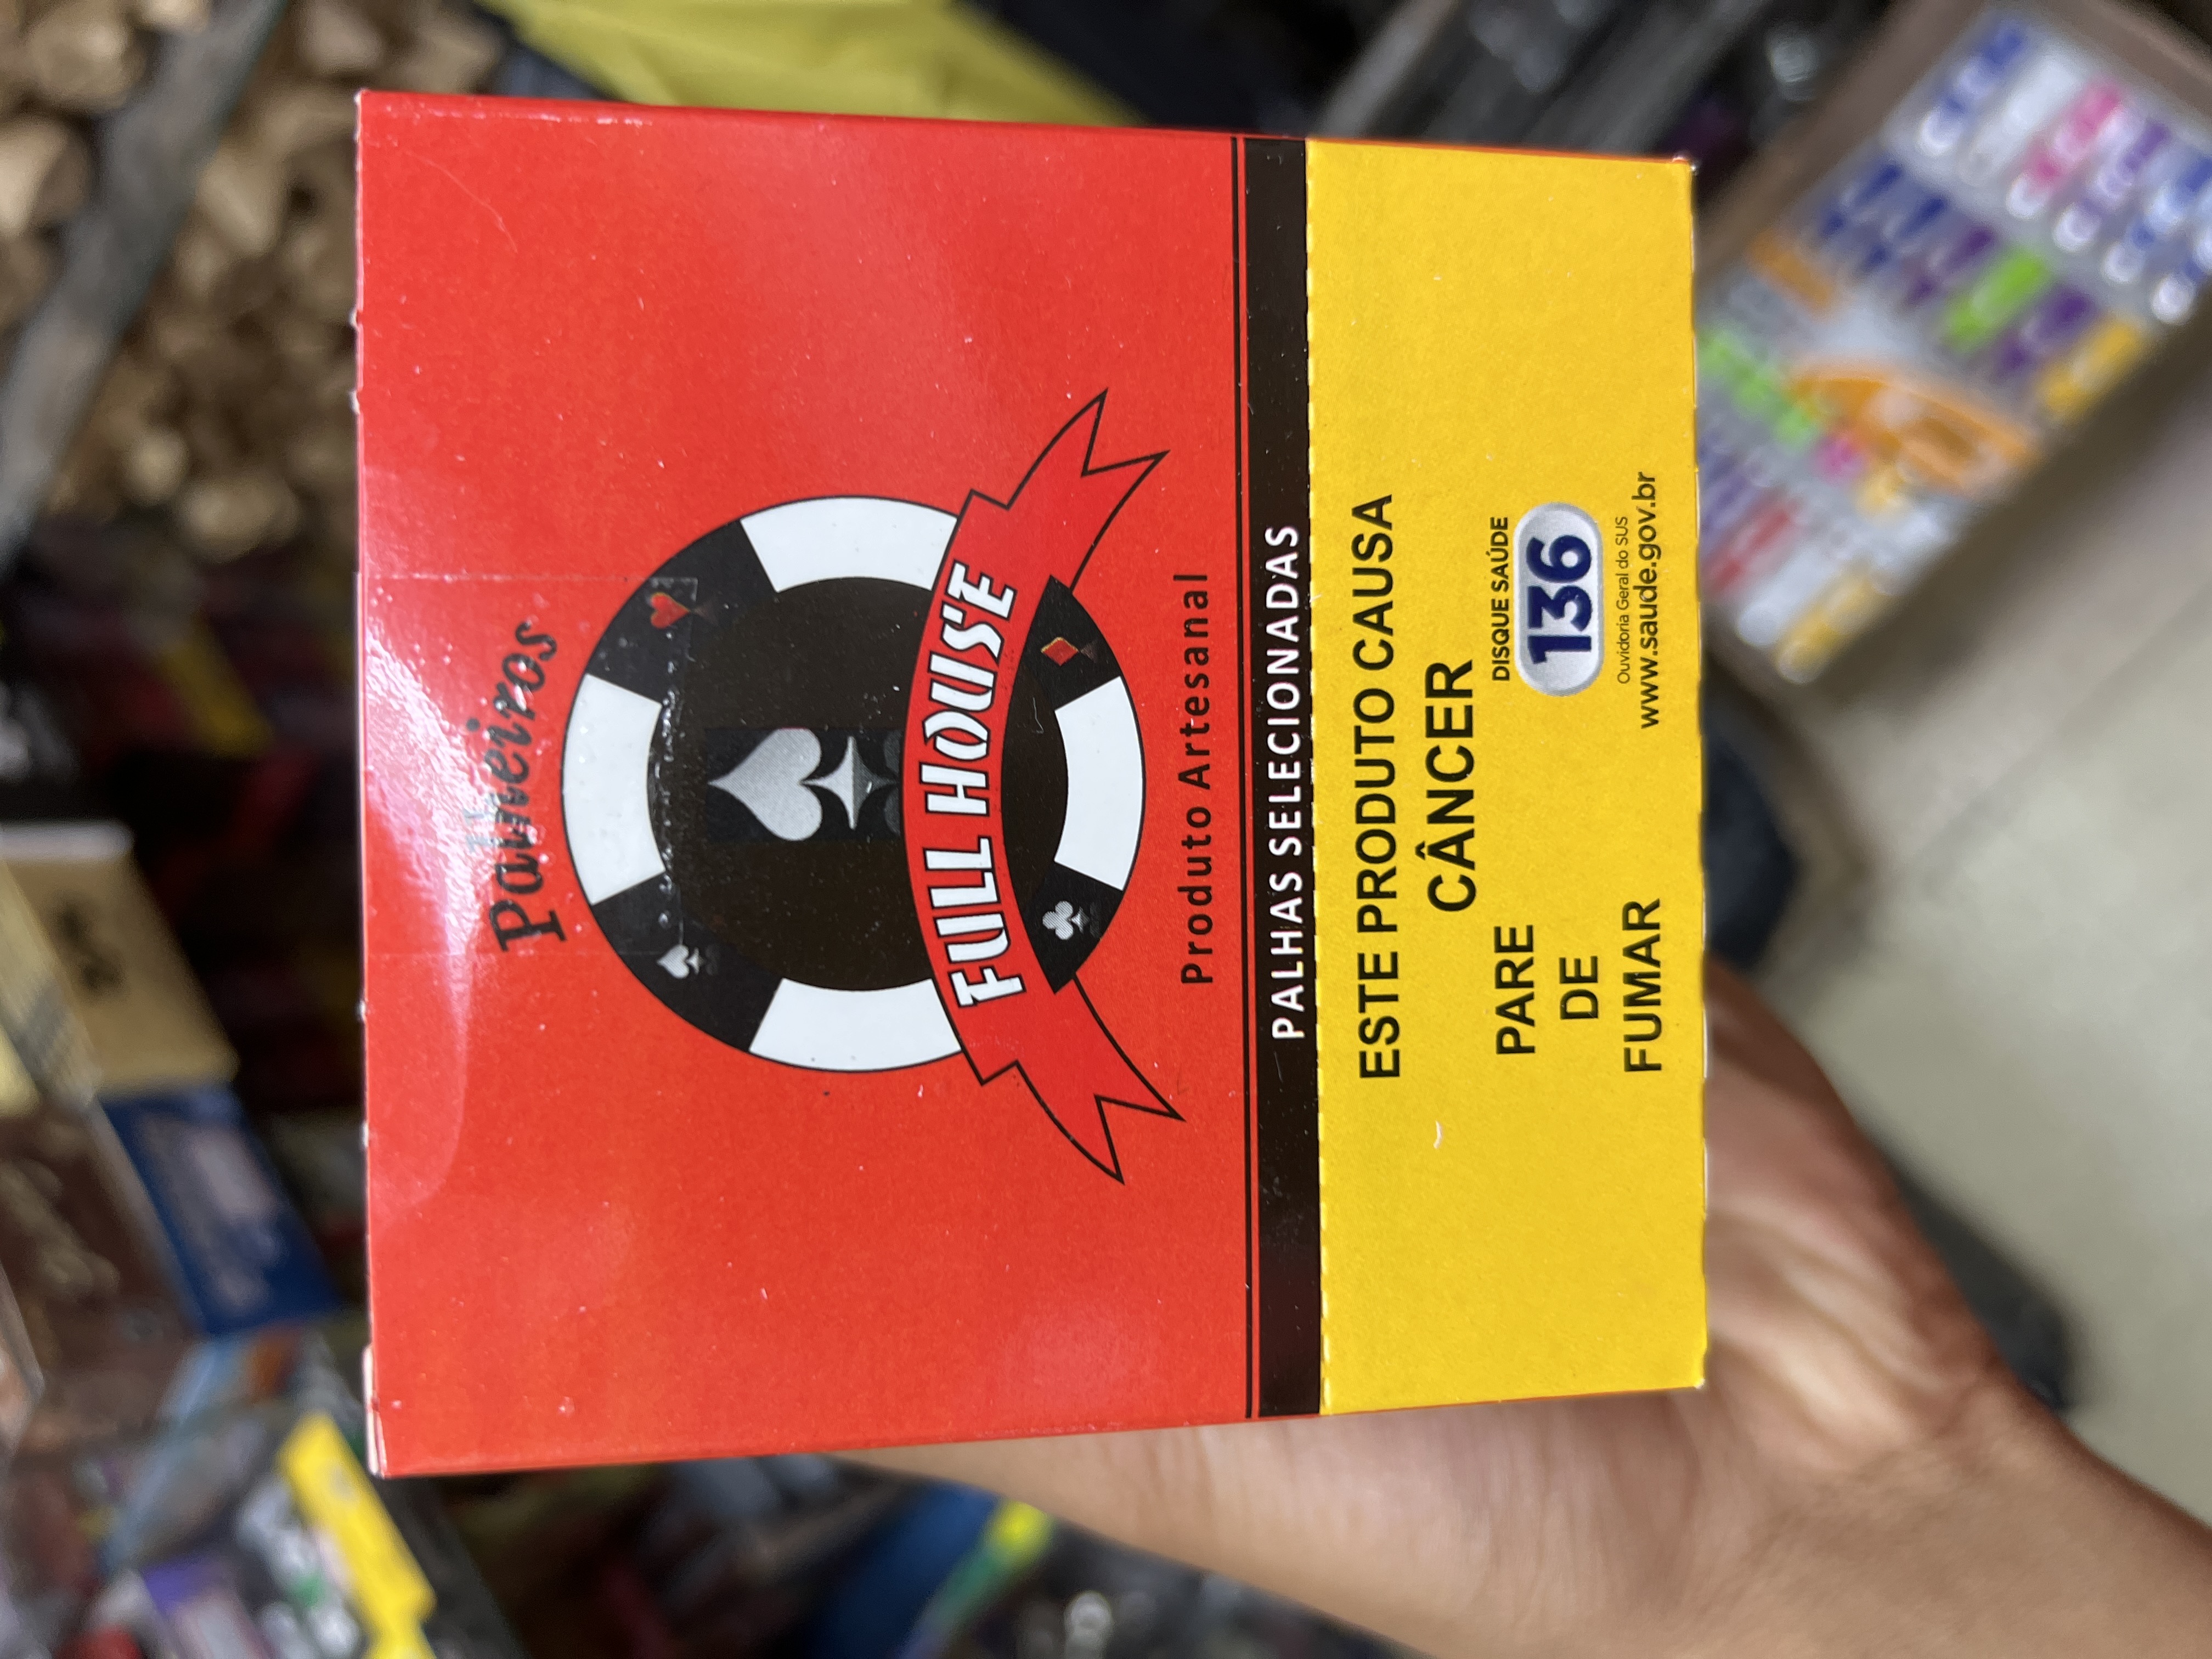 Palheiros
FULL HOUSE
Produto Artesanal
PALHAS SELECIONADAS
ESTE PRODUTO CAUSA
CÂNCER
PARE
DE
FUMAR
DISQUE SAÚDE
136
Ouvidoria Geral do SUS
www.saude.gov.br